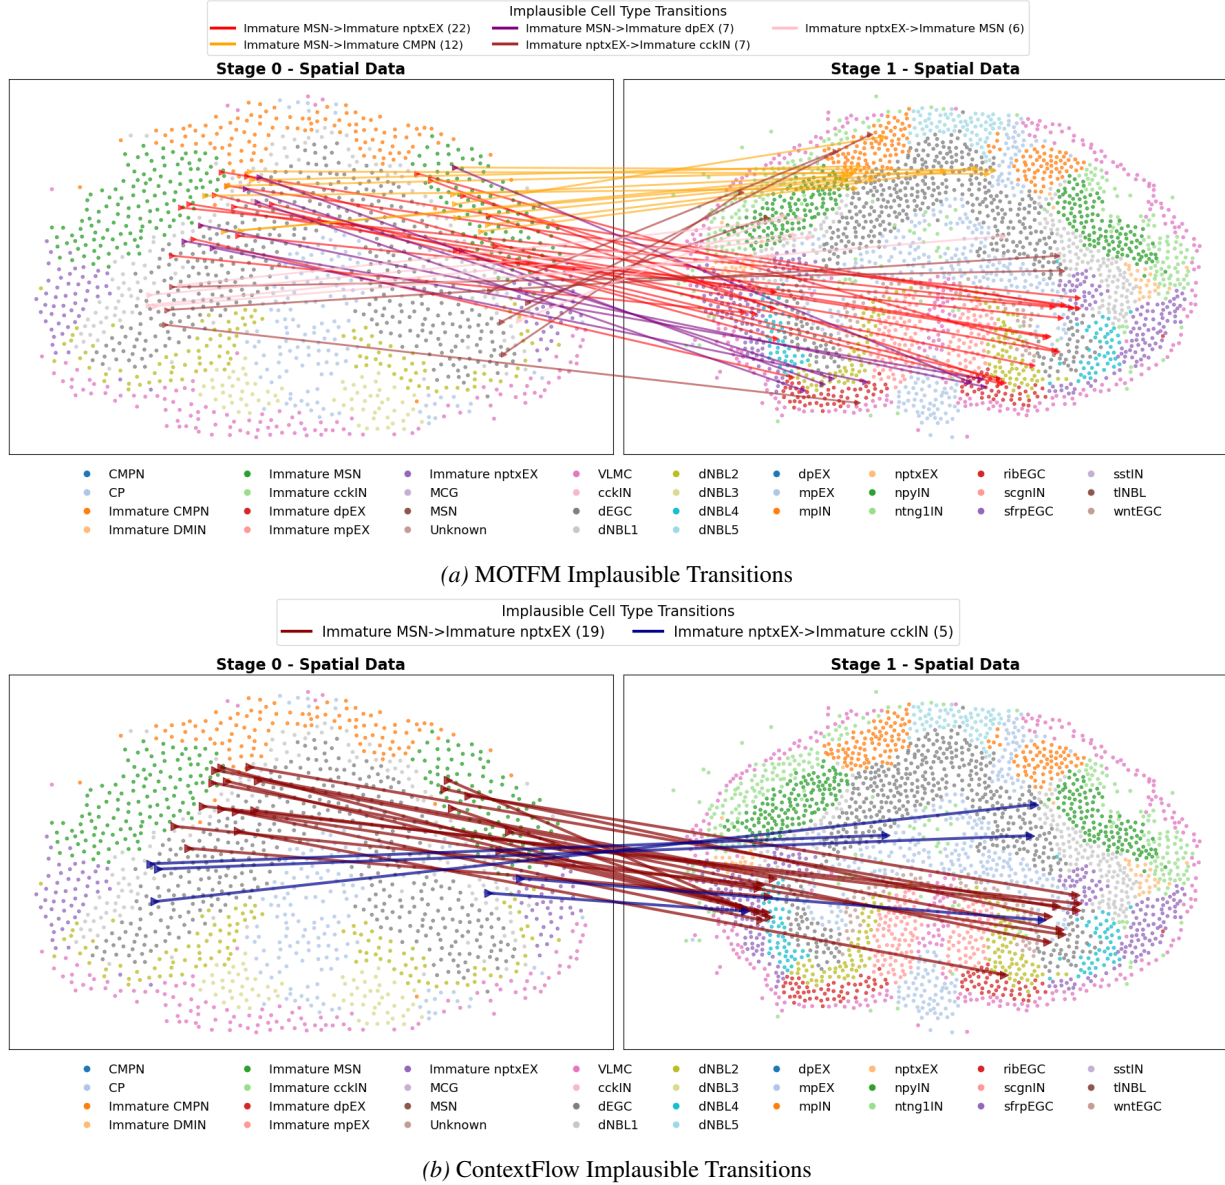 Implausible Cell Type Transitions
Immature MSN->Immature nptxEX (22) Immature MSN->Immature dpEX (7) Immature nptxEX->Immature MSN (6)
Immature MSN->Immature CMPN (12) Immature nptxEX->Immature cckIN (7)
Stage 0 - Spatial Data Stage 1 - Spatial Data
CMPN Immature MSN Immature nptxEX VLMC dNBL2 dpEX nptxEX ribEGC sstIN
CP Immature cckIN MCG cckIN dNBL3 mpEX npyIN scgnIN tlNBL
Immature CMPN Immature dpEX MSN dEGC dNBL4 mpIN ntng1IN sfrpEGC wntEGC
Immature DMIN Immature mpEX Unknown dNBL1 dNBL5
(a) MOTFM Implausible Transitions
Implausible Cell Type Transitions
Immature MSN->Immature nptxEX (19) Immature nptxEX->Immature cckIN (5)
Stage 0 - Spatial Data Stage 1 - Spatial Data
CMPN Immature MSN Immature nptxEX VLMC dNBL2 dpEX nptxEX ribEGC sstIN
CP Immature cckIN MCG cckIN dNBL3 mpEX npyIN scgnIN tlNBL
Immature CMPN Immature dpEX MSN dEGC dNBL4 mpIN ntng1IN sfrpEGC wntEGC
Immature DMIN Immature mpEX Unknown dNBL1 dNBL5
(b) ContextFlow Implausible Transitions